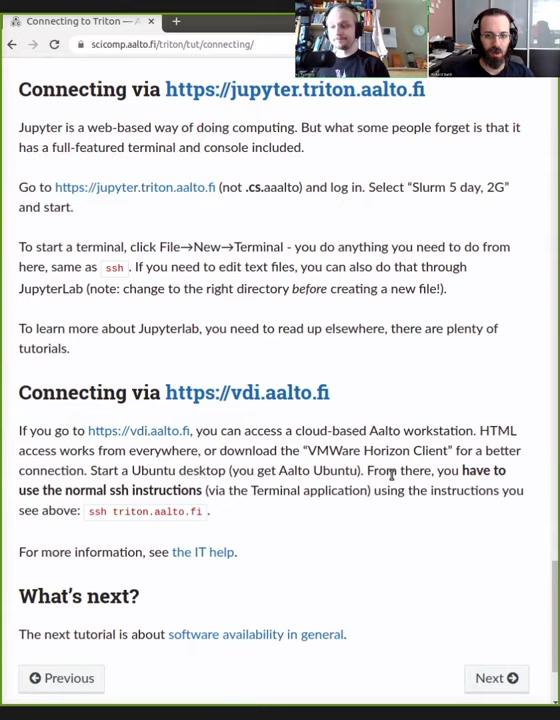 Connecting to Triton — A
scicomp.aalto.fi/triton/tut/connecting/
Connecting via https://jupyter.triton.aalto.fi
Jupyter is a web-based way of doing computing. But what some people forget is that it
has a full-featured terminal and console included.
Go to https://jupyter.triton.aalto.fi (not .cs.aaalto) and log in. Select “Slurm 5 day, 2G”
and start.
To start a terminal, click File→New→Terminal - you do anything you need to do from
here, same as ssh . If you need to edit text files, you can also do that through
JupyterLab (note: change to the right directory before creating a new file!).
To learn more about Jupyterlab, you need to read up elsewhere, there are plenty of
tutorials.
Connecting via https://vdi.aalto.fi
If you go to https://vdi.aalto.fi, you can access a cloud-based Aalto workstation. HTML
access works from everywhere, or download the “VMWare Horizon Client” for a better
connection. Start a Ubuntu desktop (you get Aalto Ubuntu). From there, you have to
use the normal ssh instructions (via the Terminal application) using the instructions you
see above: ssh triton.aalto.fi .
For more information, see the IT help.
What’s next?
The next tutorial is about software availability in general.
Previous
Next